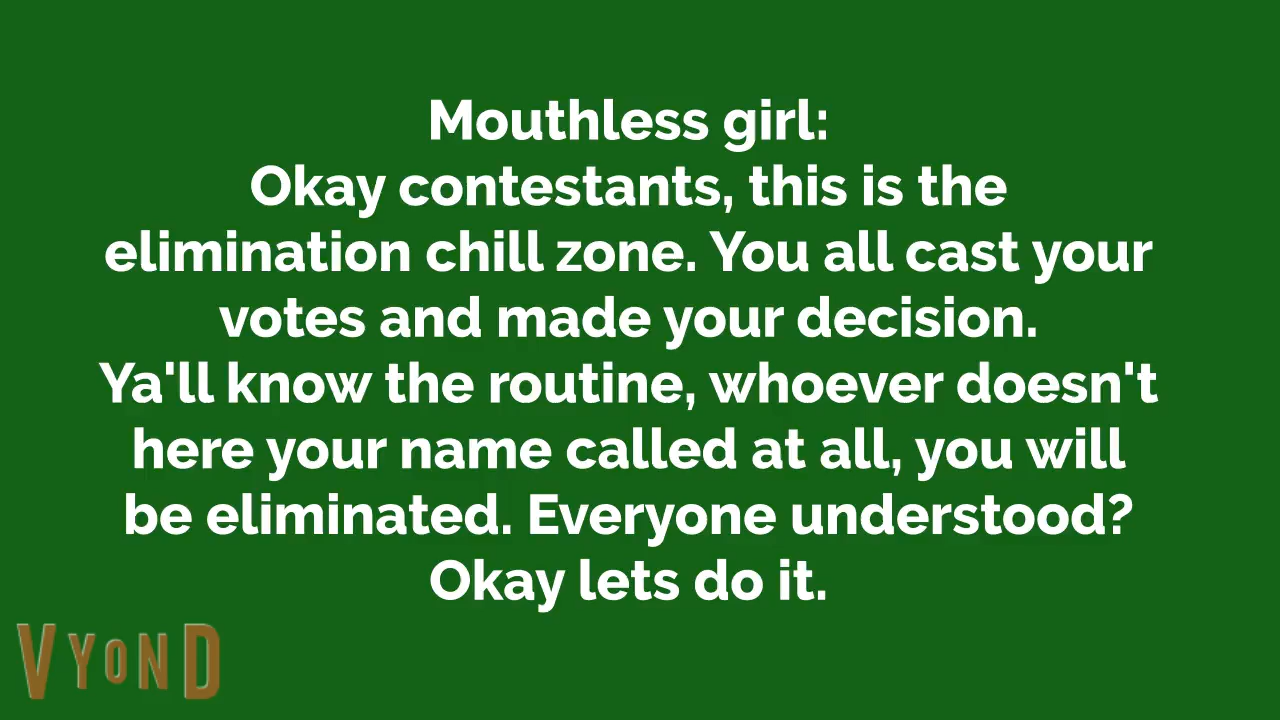 Mouthless girl:
Okay contestants, this is the
elimination chill zone. You all cast your
votes and made your decision.
Ya'll know the routine, whoever doesn't
here your name called at all, you will
be eliminated. Everyone understood?
Okay lets do it.
VYOND